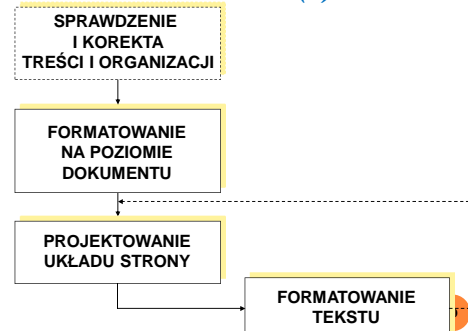 SPRAWDZENIE
I KOREKTA
TREŚCI I ORGANIZACJI
FORMATOWANIE
NA POZIOMIE
DOKUMENTU
PROJEKTOWANIE
UKŁADU STRONY
FORMATOWANIE
TEKSTU